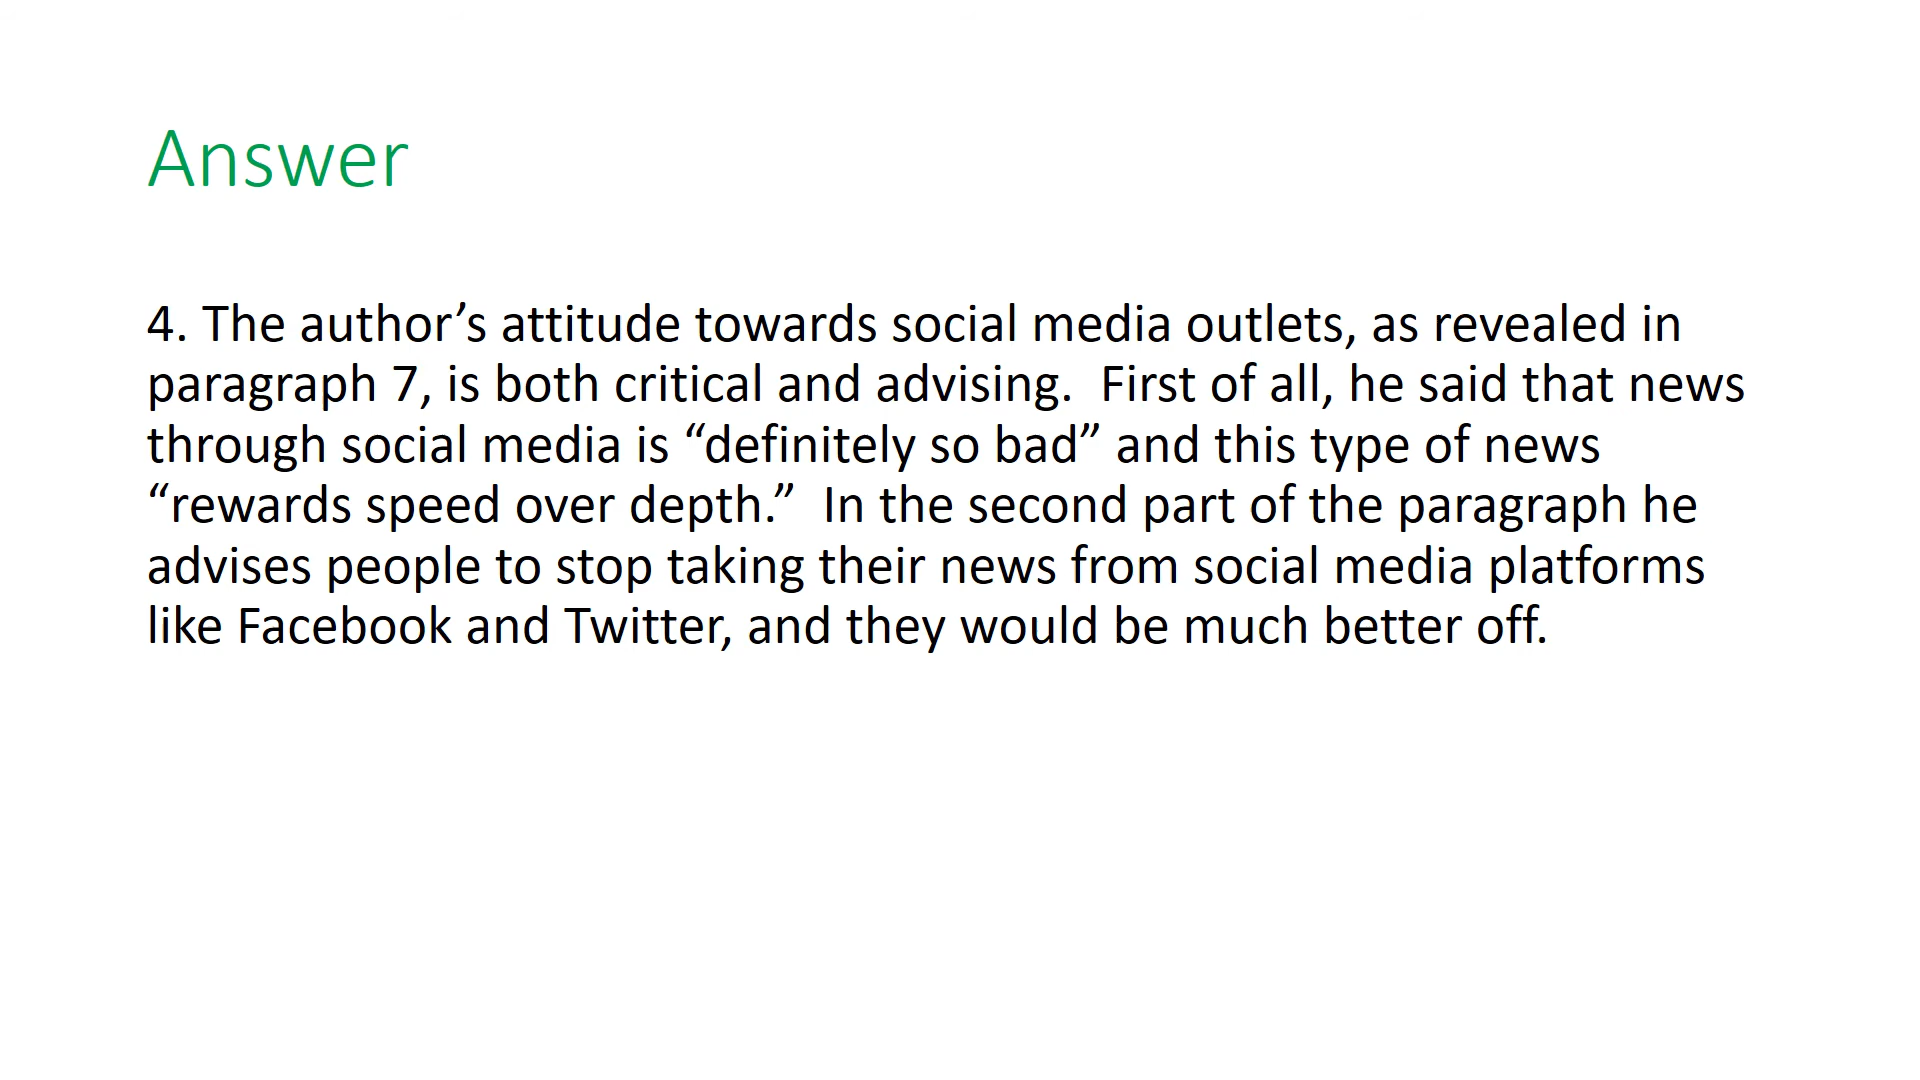 Answer
4. The author’s attitude towards social media outlets, as revealed in
paragraph 7, is both critical and advising.  First of all, he said that news
through social media is “definitely so bad” and this type of news
“rewards speed over depth.”  In the second part of the paragraph he
advises people to stop taking their news from social media platforms
like Facebook and Twitter, and they would be much better off.